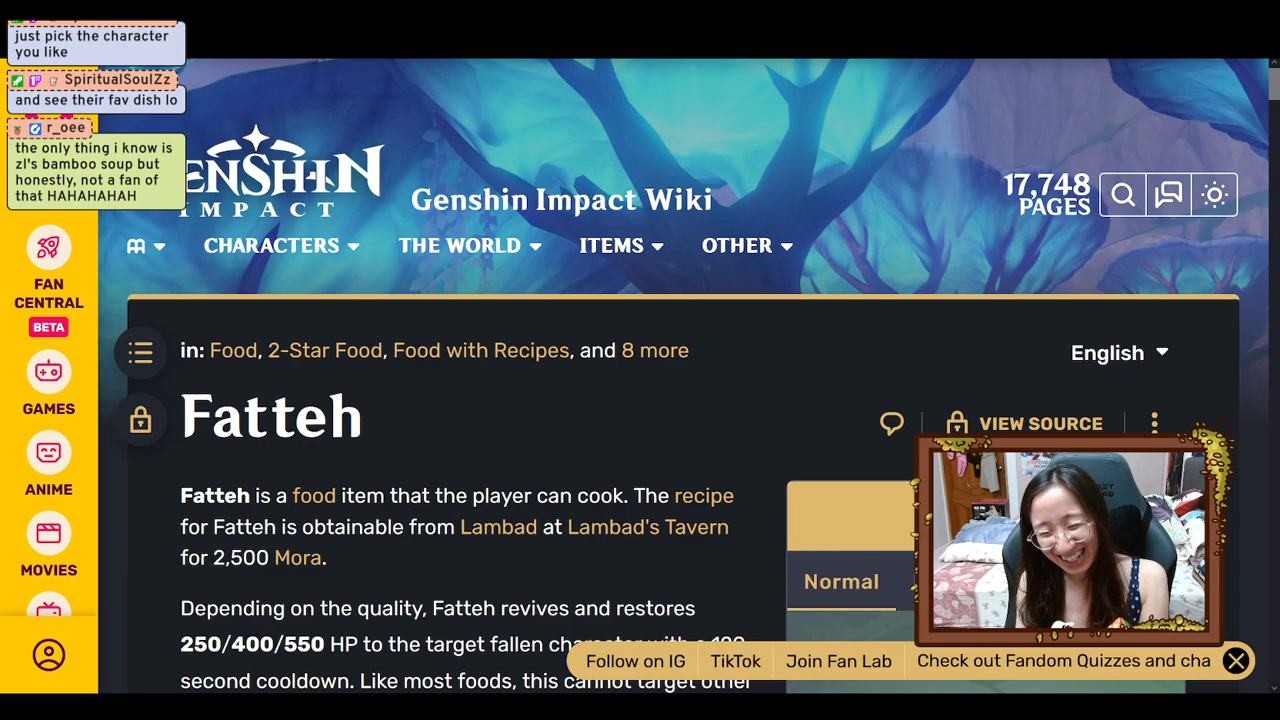 just pick the character
you like
SpiritualSoulZz
and see their fav dish lo
r_oee
the only thing i know is
zl's bamboo soup but
honestly, not a fan of
that HAHAHAHAH
FAN
CENTRAL
BETA
GAMES
ANIME
MOVIES
GENSHIN
IMPACT
Genshin Impact Wiki
17,748
PAGES
CHARACTERS
THE WORLD
ITEMS
OTHER
in: Food, 2-Star Food, Food with Recipes, and 8 more
English
Fatteh
VIEW SOURCE
Fatteh is a food item that the player can cook. The recipe
for Fatteh is obtainable from Lambad at Lambad's Tavern
for 2,500 Mora.
Normal
Depending on the quality, Fatteh revives and restores
250/400/550 HP to the target fallen character with a 100
second cooldown. Like most foods, this cannot target other
Follow on IG
TikTok
Join Fan Lab
Check out Fandom Quizzes and cha